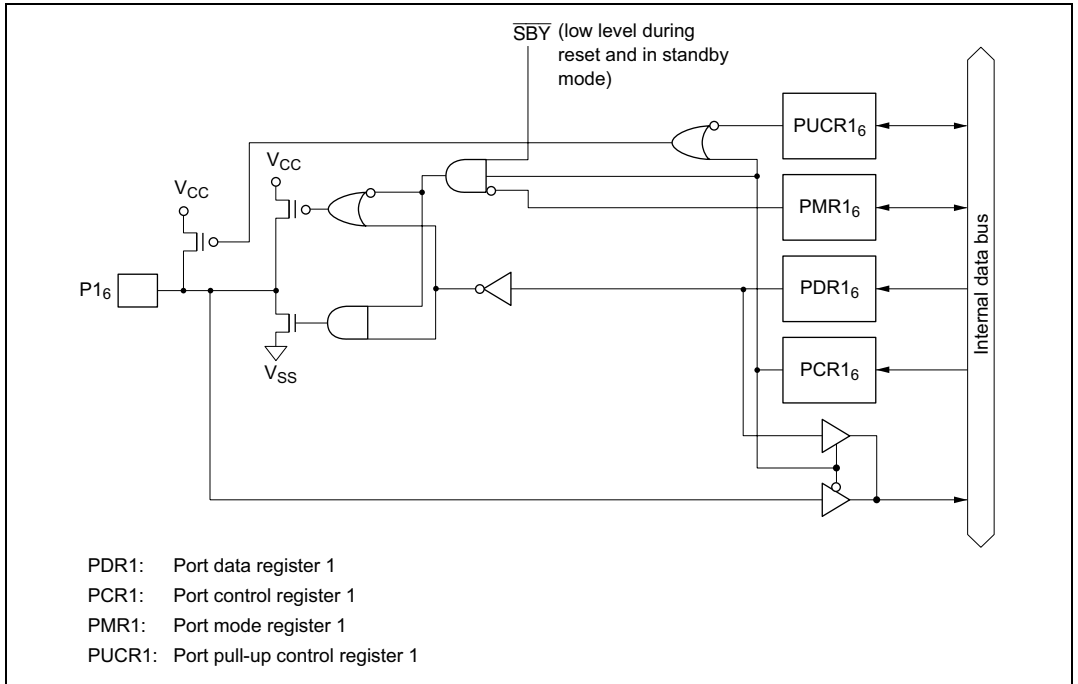 SBY (low level during
reset and in standby
mode)
PUCR1₆
VCC
VCC
PMR1₆
P1₆
PDR1₆
VSS
PCR1₆
Internal data bus
PDR1: Port data register 1
PCR1: Port control register 1
PMR1: Port mode register 1
PUCR1: Port pull-up control register 1